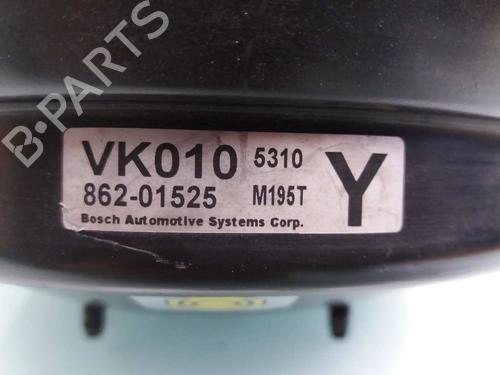 B-PARTS
VK010 5310
862-01525 M195T
Y
Bosch Automotive Systems Corp.